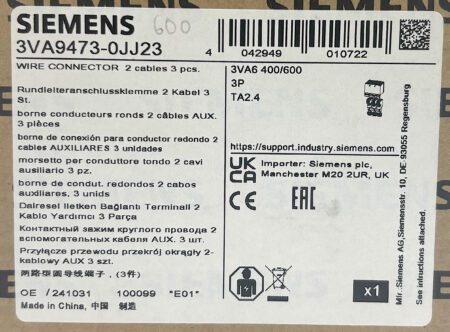 SIEMENS 600
3VA9473-0JJ23
4 042949 010722
WIRE CONNECTOR 2 cables 3 pcs.
Rundleiteranschlussklemme 2 Kabel 3
St.
borne conducteurs ronds 2 câbles AUX.
3 pièces
borne de conexión para conductor redondo 2
cables AUXILIARES 3 unidades
morsetto per conduttore tondo 2 cavi
ausiliario 3 pz.
borne de cond. redondos 2 cabos
auxiliares. 3 unids
Dairesel iletken Bağlanti Terminali 2
Kablo Yardımcı 3 Parça
Контактный зажим круглого провода 2
вспомогательных кабеля AUX. 3 шт.
Przyłącze przewodu przekrój okrągły 2-
kablowy AUX 3 szt.
两路型圆导线端子, (3件)
OE / 241031 100099 "E01"
Made in China, 中国 制造
3VA6 400/600
3P
TA2.4
https://support.industry.siemens.com
UK
CA
Importer: Siemens plc,
Manchester M20 2UR, UK
CE EAC
x1
Mfr.:Siemens AG,Siemensstr. 10, DE 93055 Regensburg
See intructions attached.